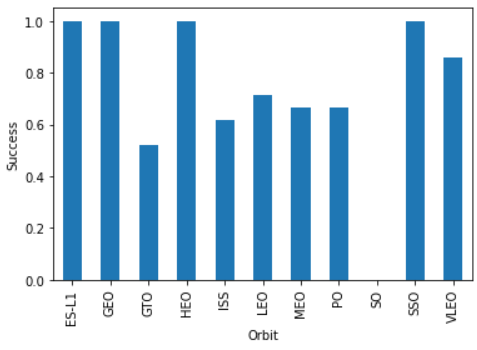 1.0
0.8
0.6
0.4
0.2
0.0
Success
ES-L1
GEO
GTO
HEO
ISS
LEO
MEO
PO
SO
SSO
VLEO
Orbit